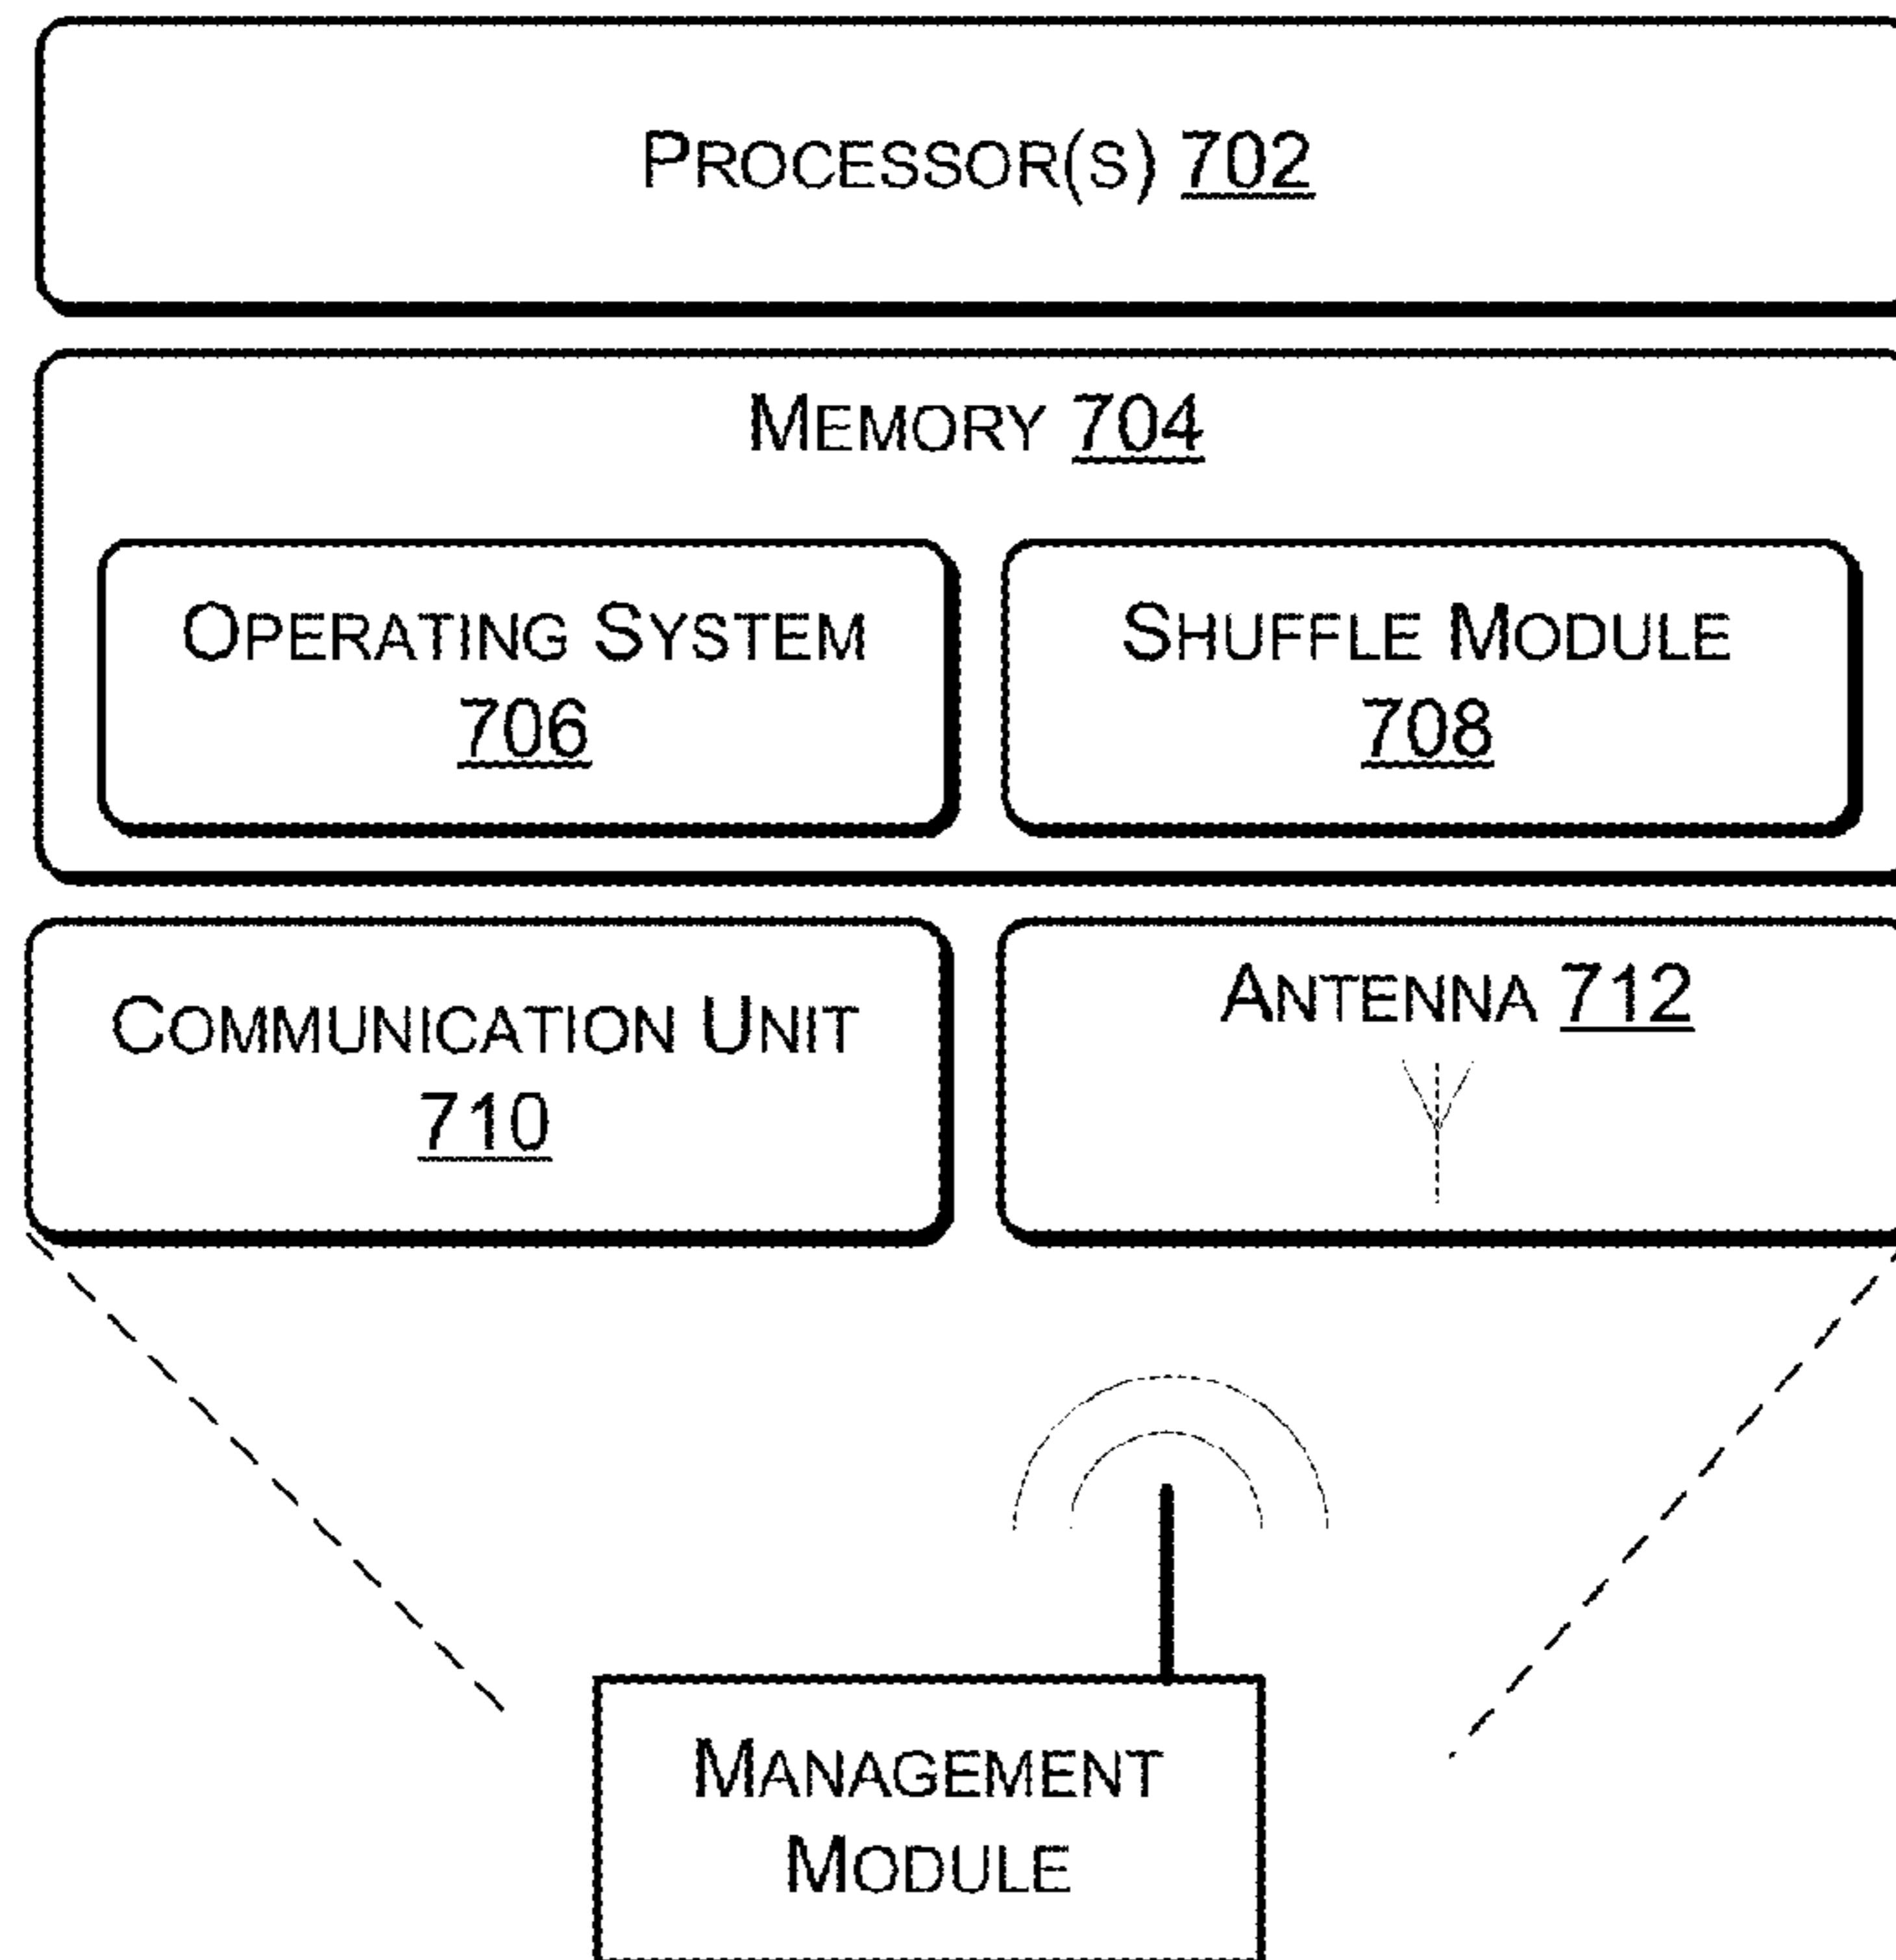 PROCESSOR(S) 702
MEMORY 704
OPERATING SYSTEM
706
SHUFFLE MODULE
708
COMMUNICATION UNIT
710
ANTENNA 712
MANAGEMENT
MODULE